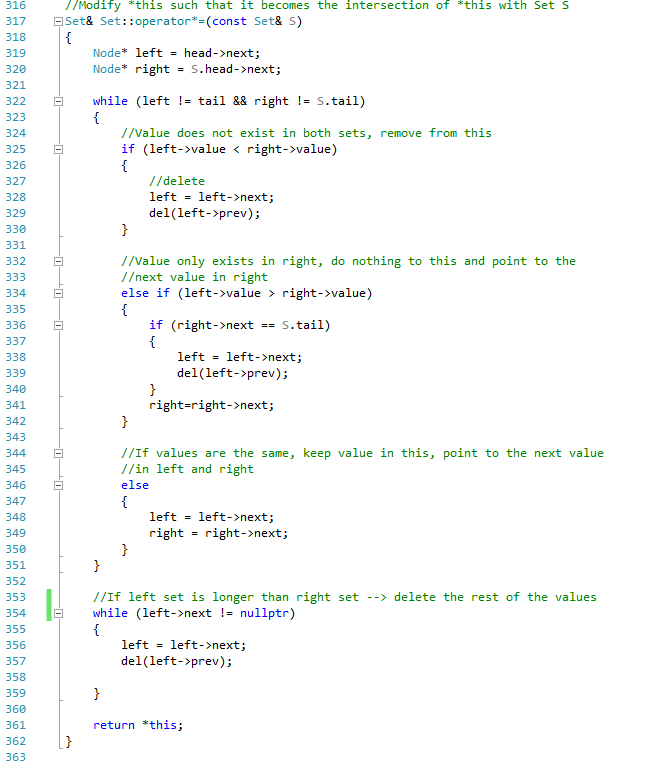 316 //Modify *this such that it becomes the intersection of *this with Set S
317 Set& Set::operator*=(const Set& S)
318 {
319 Node* left = head->next;
320 Node* right = S.head->next;
321
322 while (left != tail && right != S.tail)
323 {
324 //Value does not exist in both sets, remove from this
325 if (left->value < right->value)
326 {
327 //delete
328 left = left->next;
329 del(left->prev);
330 }
331
332 //Value only exists in right, do nothing to this and point to the
333 //next value in right
334 else if (left->value > right->value)
335 {
336 if (right->next == S.tail)
337 {
338 left = left->next;
339 del(left->prev);
340 }
341 right=right->next;
342 }
343
344 //If values are the same, keep value in this, point to the next value
345 //in left and right
346 else
347 {
348 left = left->next;
349 right = right->next;
350 }
351 }
352
353 //If left set is longer than right set --> delete the rest of the values
354 while (left->next != nullptr)
355 {
356 left = left->next;
357 del(left->prev);
358
359 }
360
361 return *this;
362 }
363